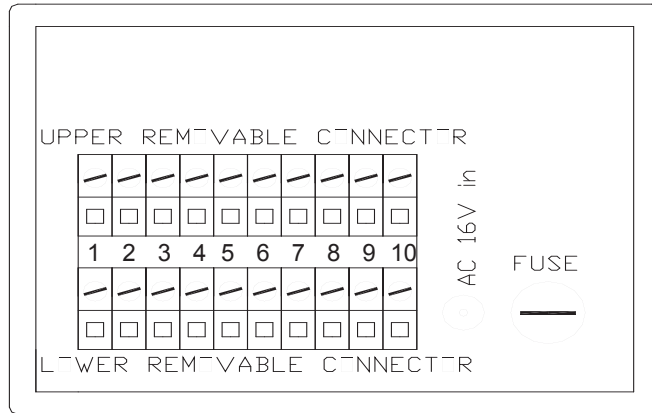 UPPER REMOVABLE CONNECTOR
1 2 3 4 5 6 7 8 9 10
LOWER REMOVABLE CONNECTOR
AC 16V in
FUSE